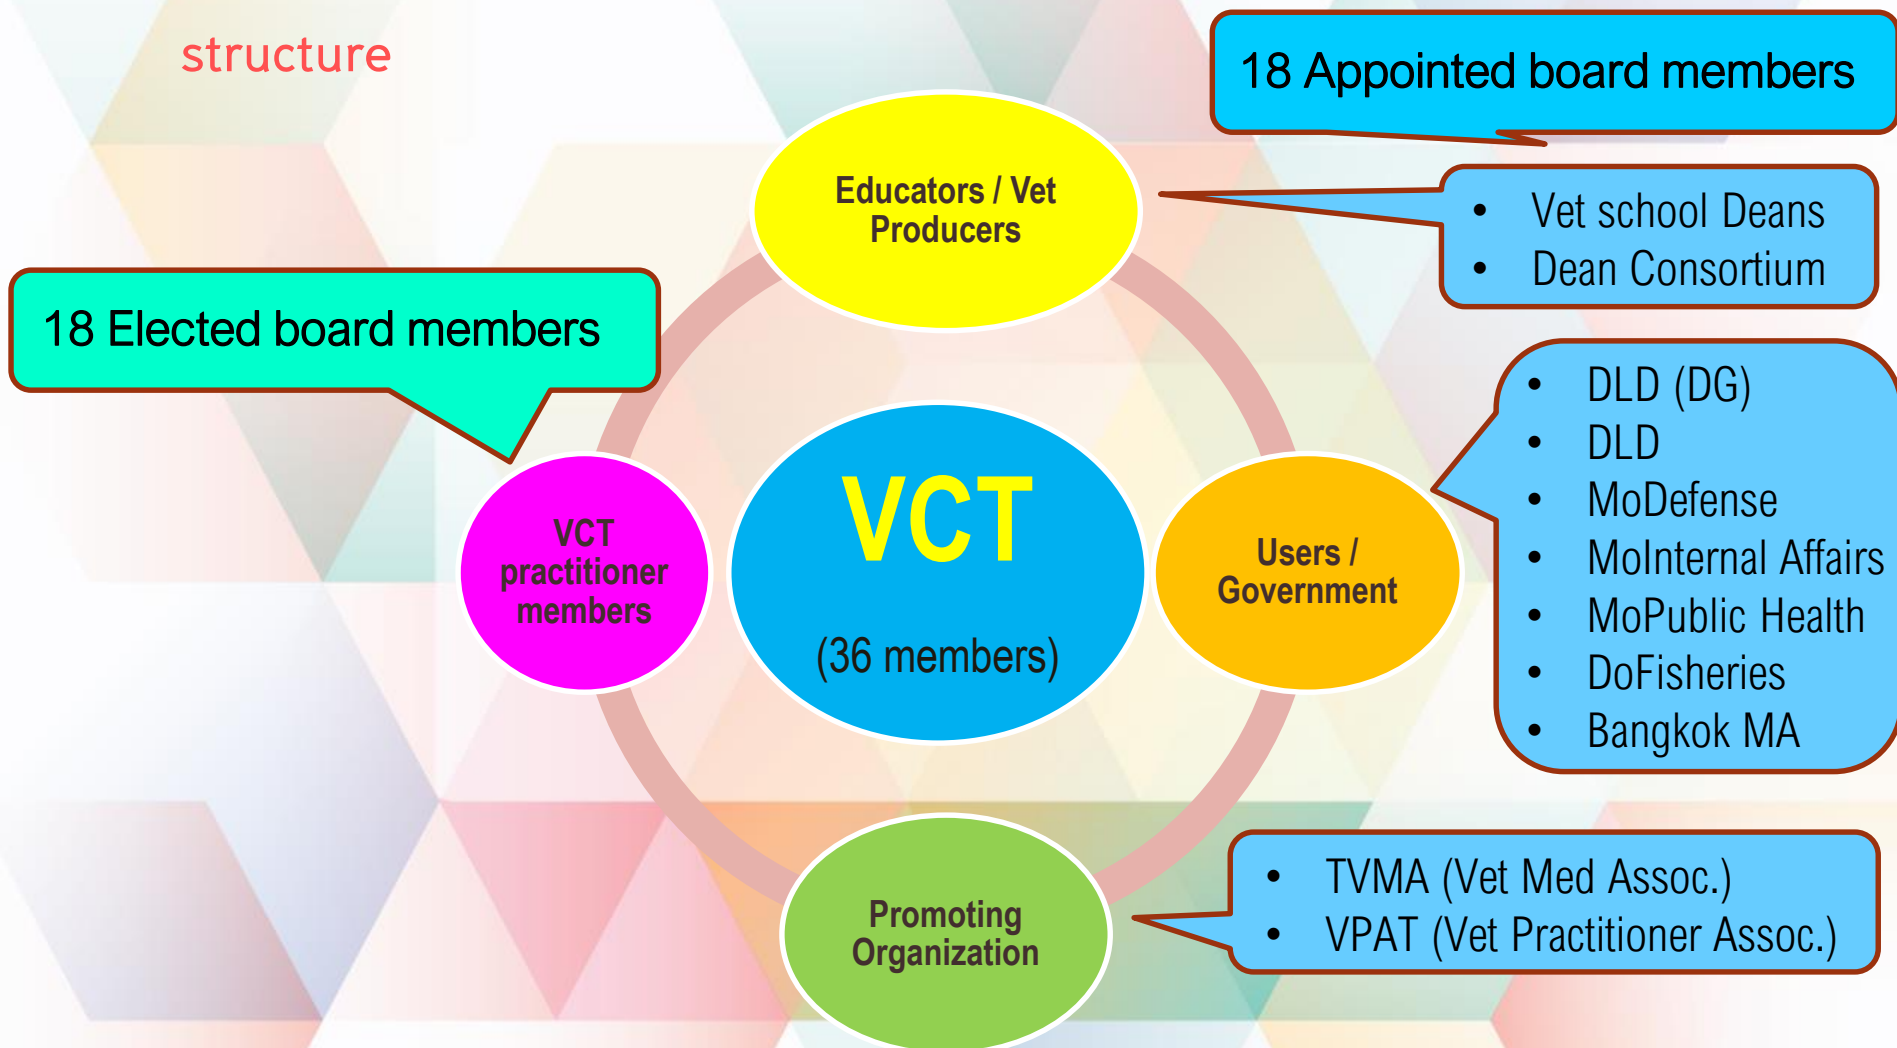 structure
18 Appointed board members
Educators / Vet
Producers
• Vet school Deans
• Dean Consortium
18 Elected board members
VCT
practitioner
members
VCT
(36 members)
Users /
Government
• DLD (DG)
• DLD
• MoDefense
• MoInternal Affairs
• MoPublic Health
• DoFisheries
• Bangkok MA
Promoting
Organization
• TVMA (Vet Med Assoc.)
• VPAT (Vet Practitioner Assoc.)